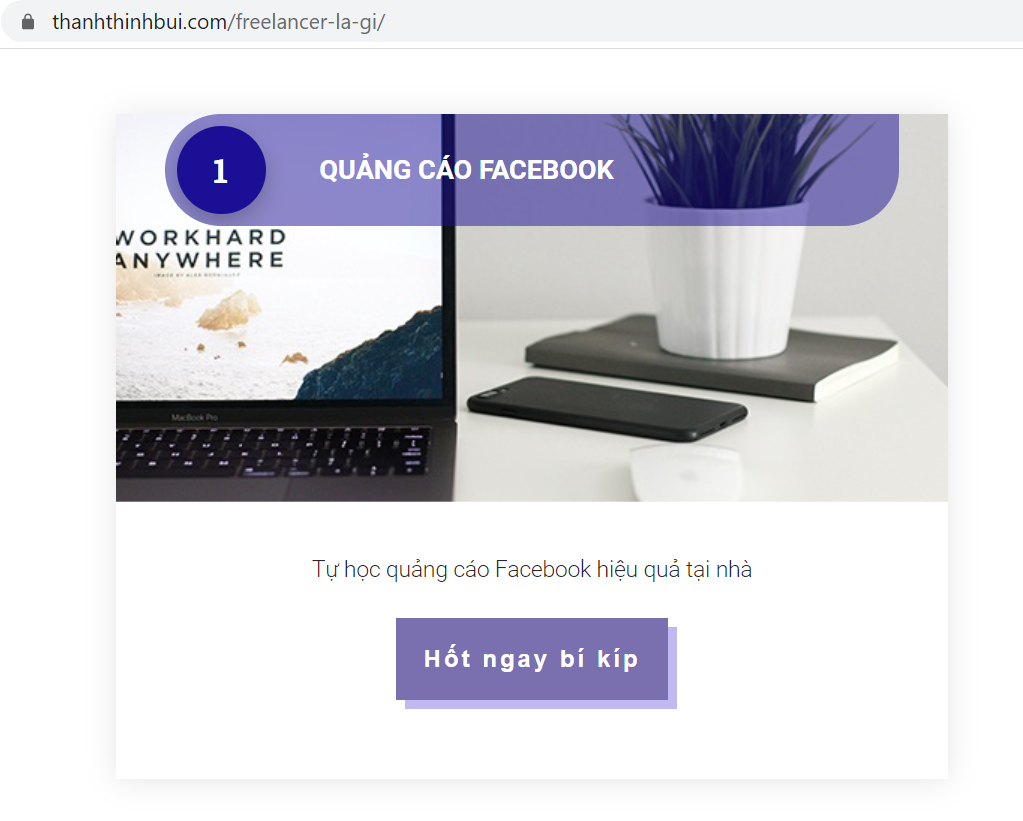 thanhthinhbui.com/freelancer-la-gi/
1
QUẢNG CÁO FACEBOOK
WORKHARD
ANYWHERE
IMAGE BY ALEX RODRIGUEZ
MacBook Pro
Tự học quảng cáo Facebook hiệu quả tại nhà
Hốt ngay bí kíp